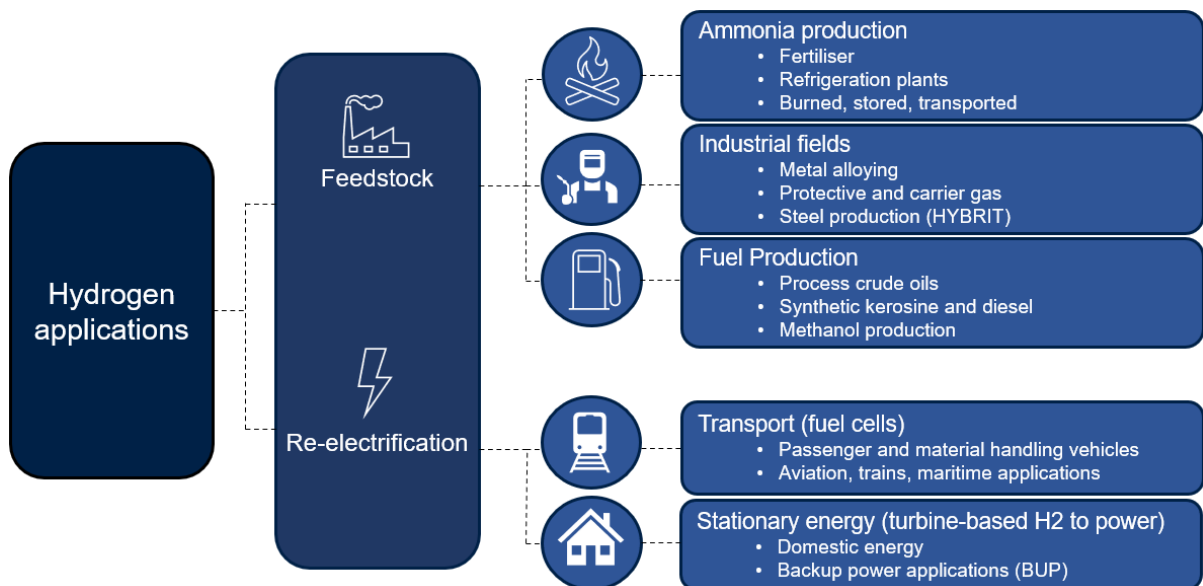 Hydrogen
applications
Feedstock
Re-electrification
Ammonia production
• Fertiliser
• Refrigeration plants
• Burned, stored, transported
Industrial fields
• Metal alloying
• Protective and carrier gas
• Steel production (HYBRIT)
Fuel Production
• Process crude oils
• Synthetic kerosine and diesel
• Methanol production
Transport (fuel cells)
• Passenger and material handling vehicles
• Aviation, trains, maritime applications
Stationary energy (turbine-based H2 to power)
• Domestic energy
• Backup power applications (BUP)